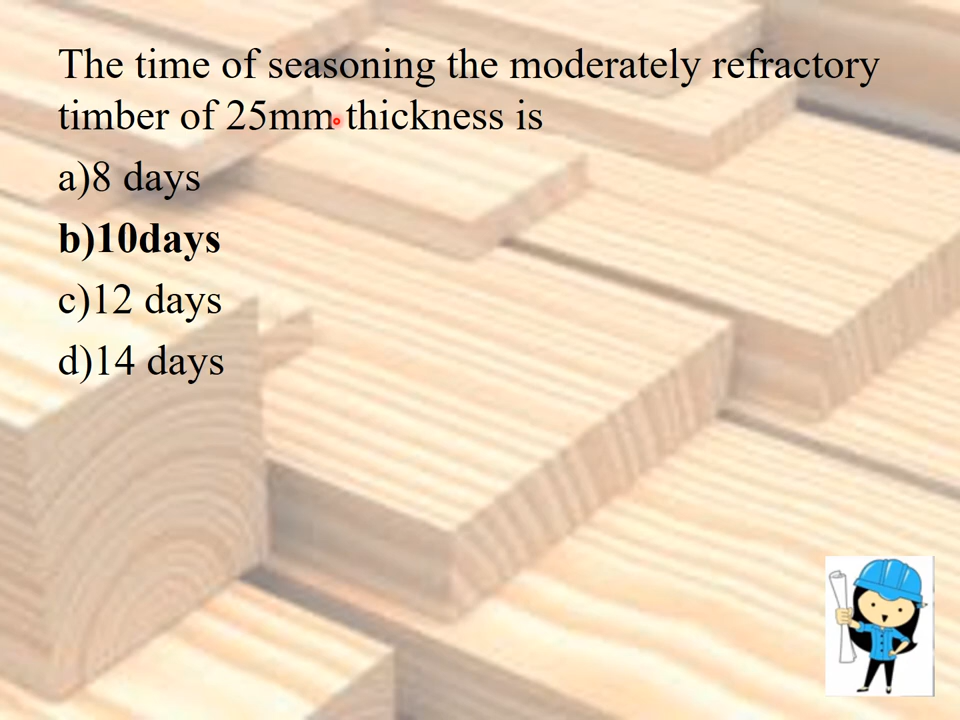 The time of seasoning the moderately refractory
timber of 25mm thickness is
a)8 days
b)10days
c)12 days
d)14 days